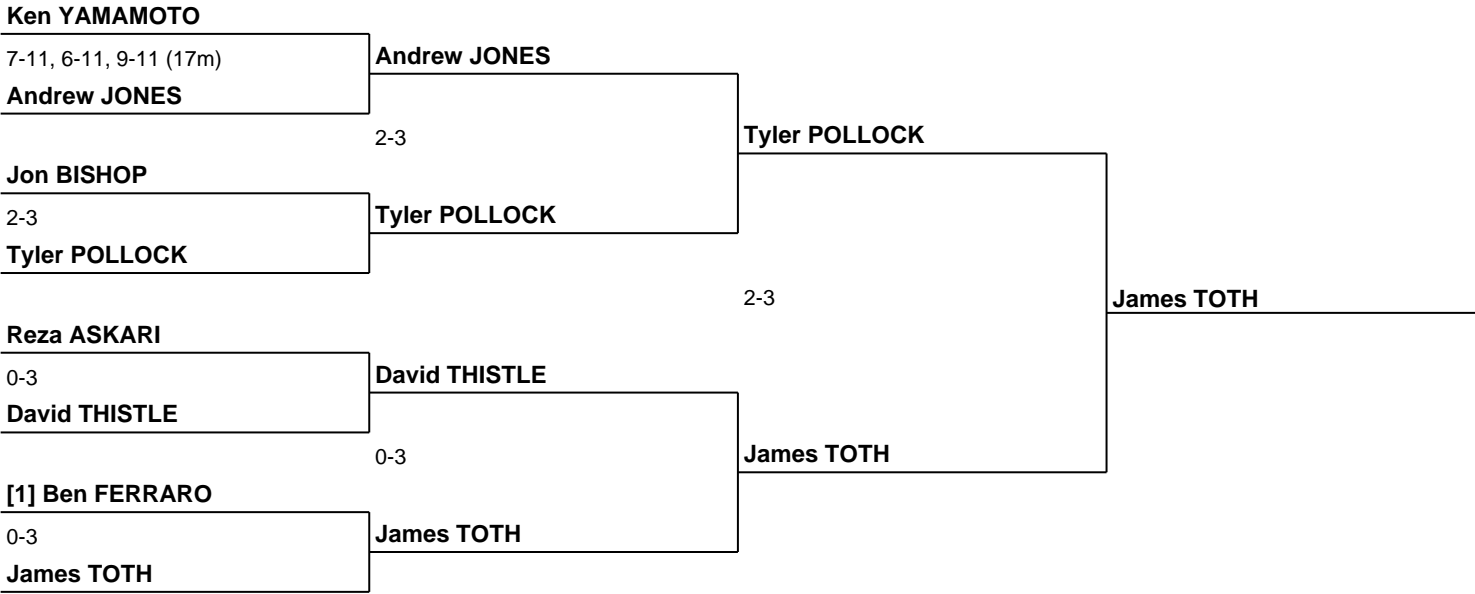 Ken YAMAMOTO
7-11, 6-11, 9-11 (17m)
Andrew JONES
Andrew JONES
2-3
Tyler POLLOCK
Jon BISHOP
2-3
Tyler POLLOCK
Tyler POLLOCK
2-3
James TOTH
Reza ASKARI
0-3
David THISTLE
David THISTLE
0-3
James TOTH
[1] Ben FERRARO
0-3
James TOTH
James TOTH